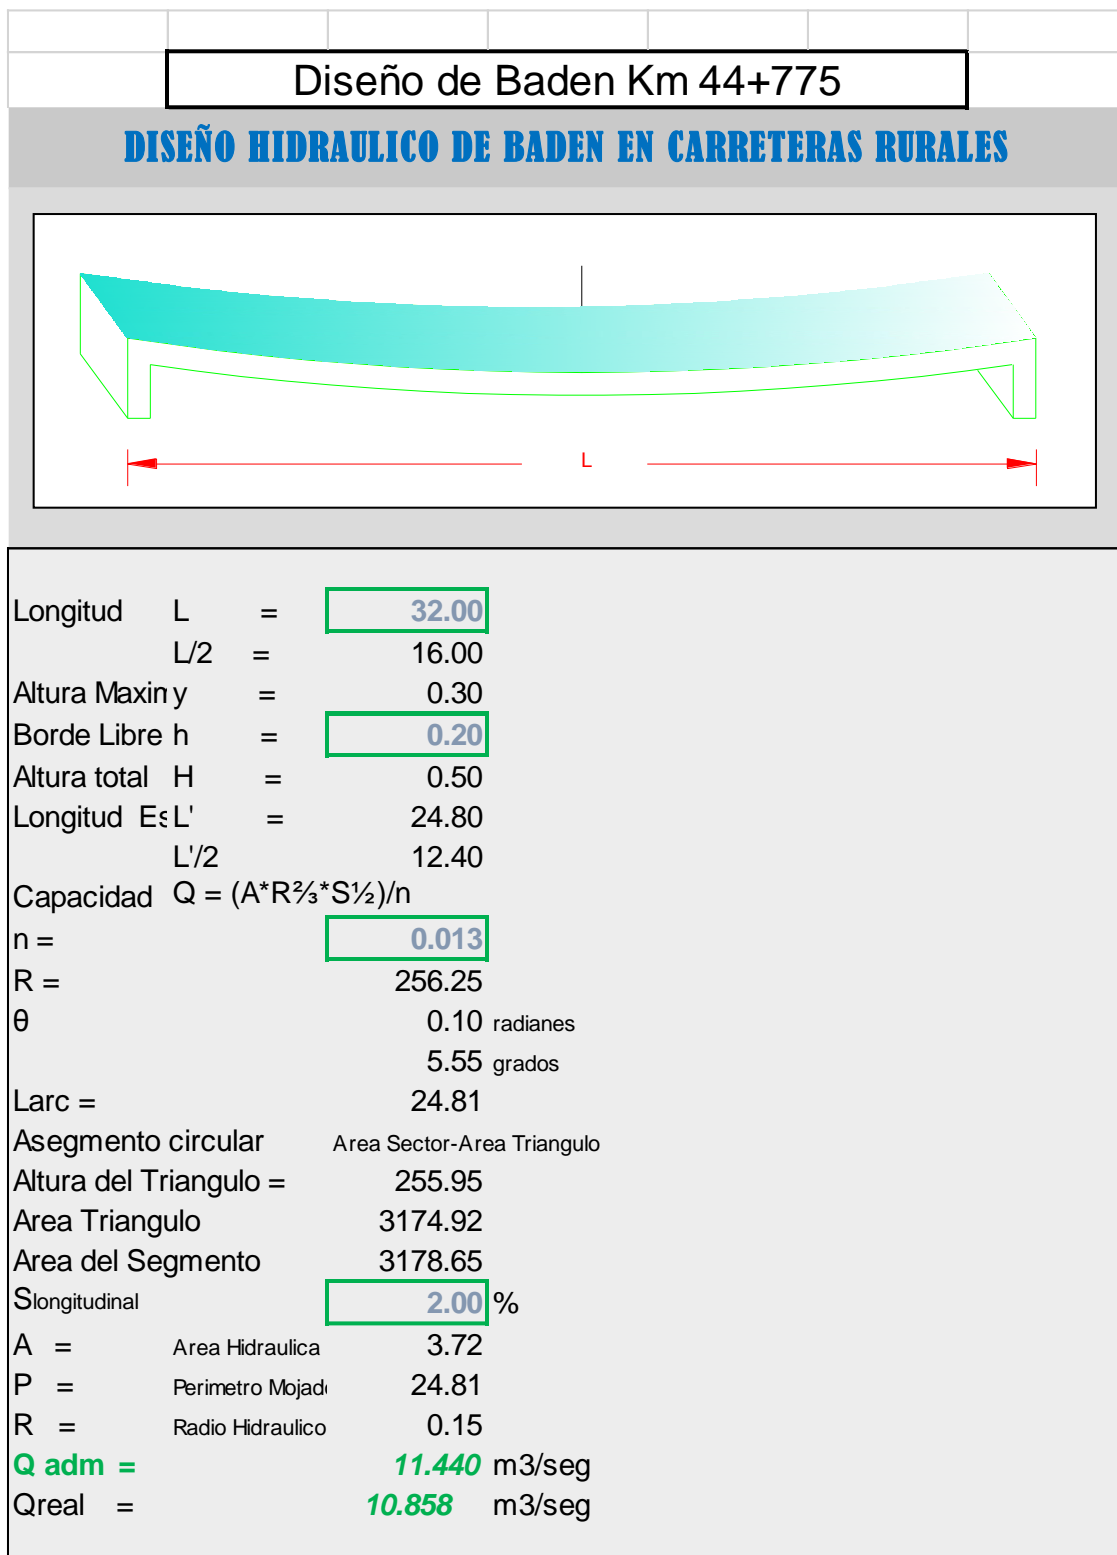 Diseño de Baden Km 44+775
DISEÑO HIDRAULICO DE BADEN EN CARRETERAS RURALES
L
Longitud L = 32.00
L/2 = 16.00
Altura Maxim y = 0.30
Borde Libre h = 0.20
Altura total H = 0.50
Longitud Es L' = 24.80
L'/2 12.40
Capacidad Q = (A*R⅔*S½)/n
n = 0.013
R = 256.25
θ 0.10 radianes
5.55 grados
Larc = 24.81
Asegmento circular Area Sector-Area Triangulo
Altura del Triangulo = 255.95
Area Triangulo 3174.92
Area del Segmento 3178.65
Slongitudinal 2.00 %
A = Area Hidraulica 3.72
P = Perimetro Mojado 24.81
R = Radio Hidraulico 0.15
Q adm = 11.440 m3/seg
Qreal = 10.858 m3/seg